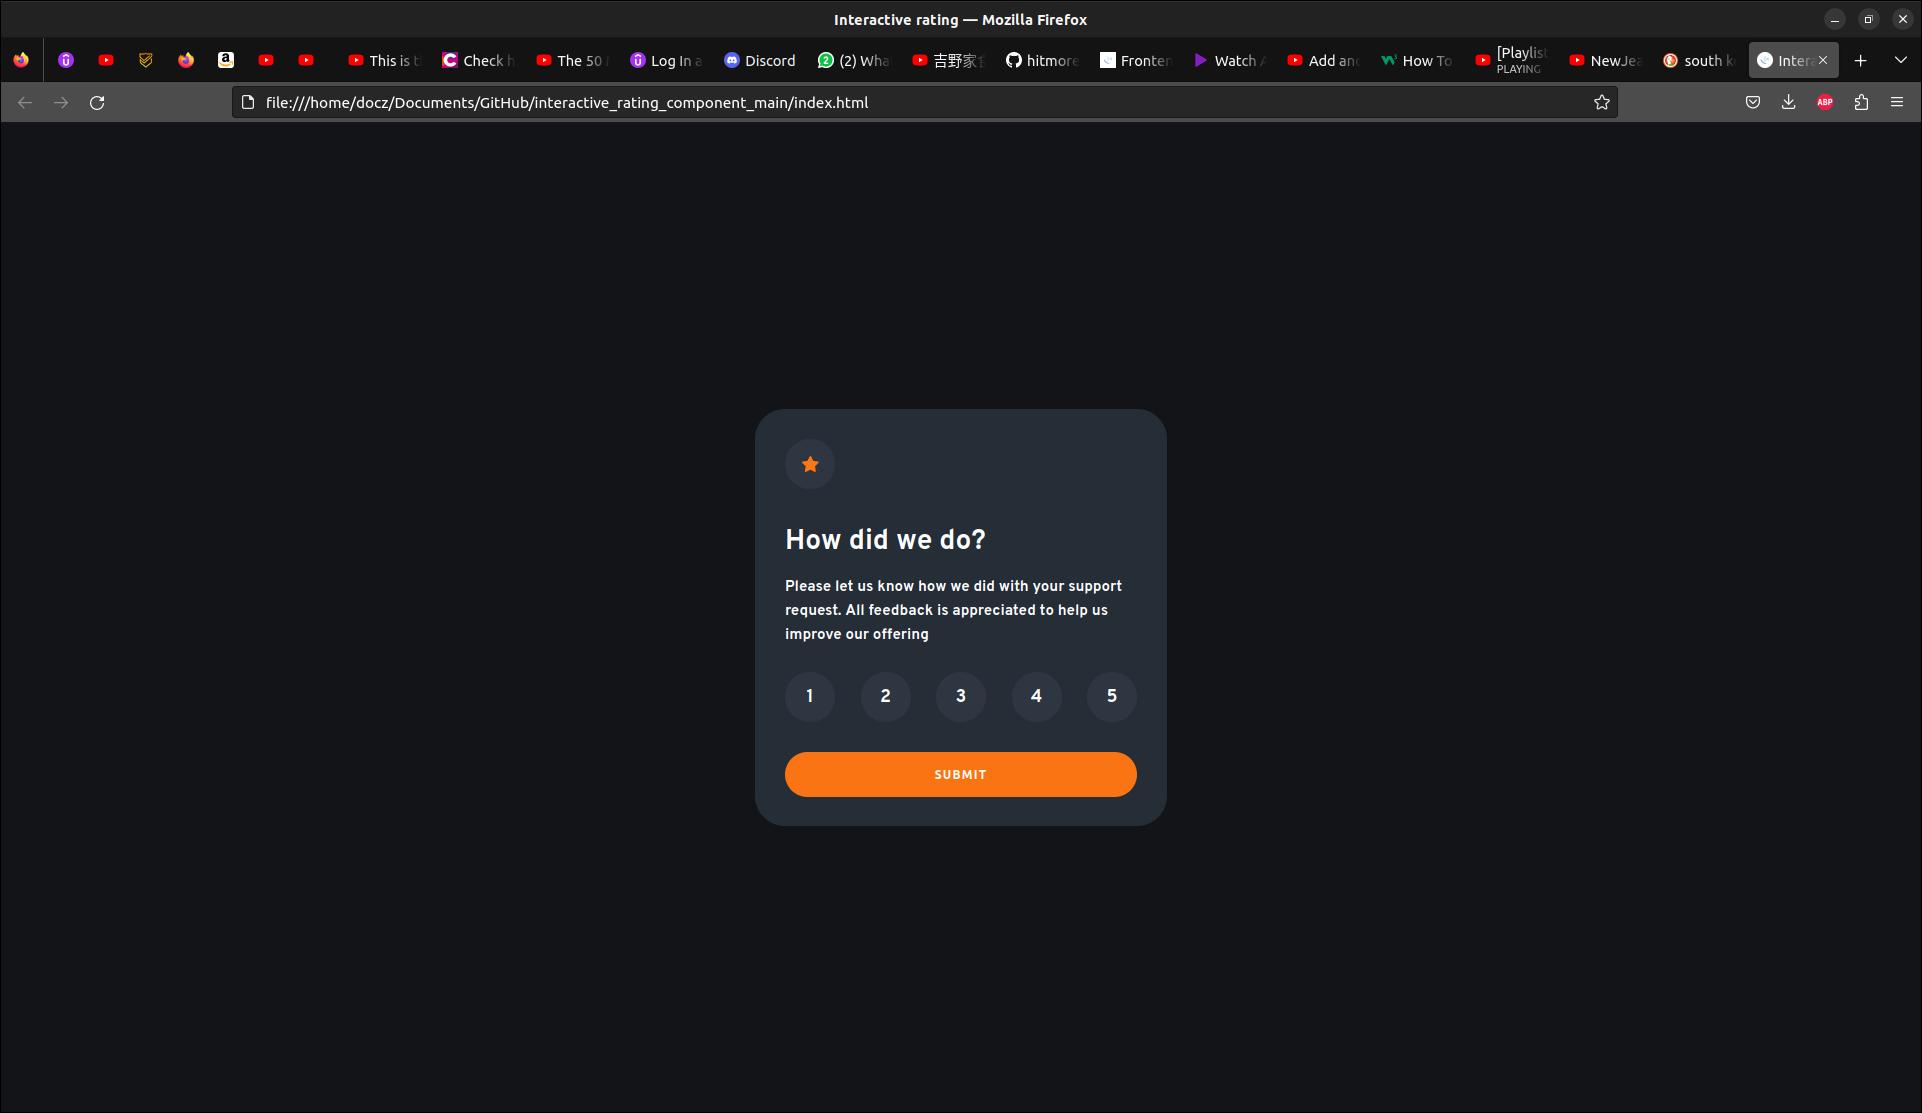 Interactive rating — Mozilla Firefox
This is
Check
The 50
Log In
Discord
(2) Wha
吉野家
hitmore
Fronten
Watch
Add and
How To
[Playlist
PLAYING
NewJea
south k
Inter
file:///home/docz/Documents/GitHub/interactive_rating_component_main/index.html
ABP
How did we do?
Please let us know how we did with your support
request. All feedback is appreciated to help us
improve our offering
1 2 3 4 5
SUBMIT